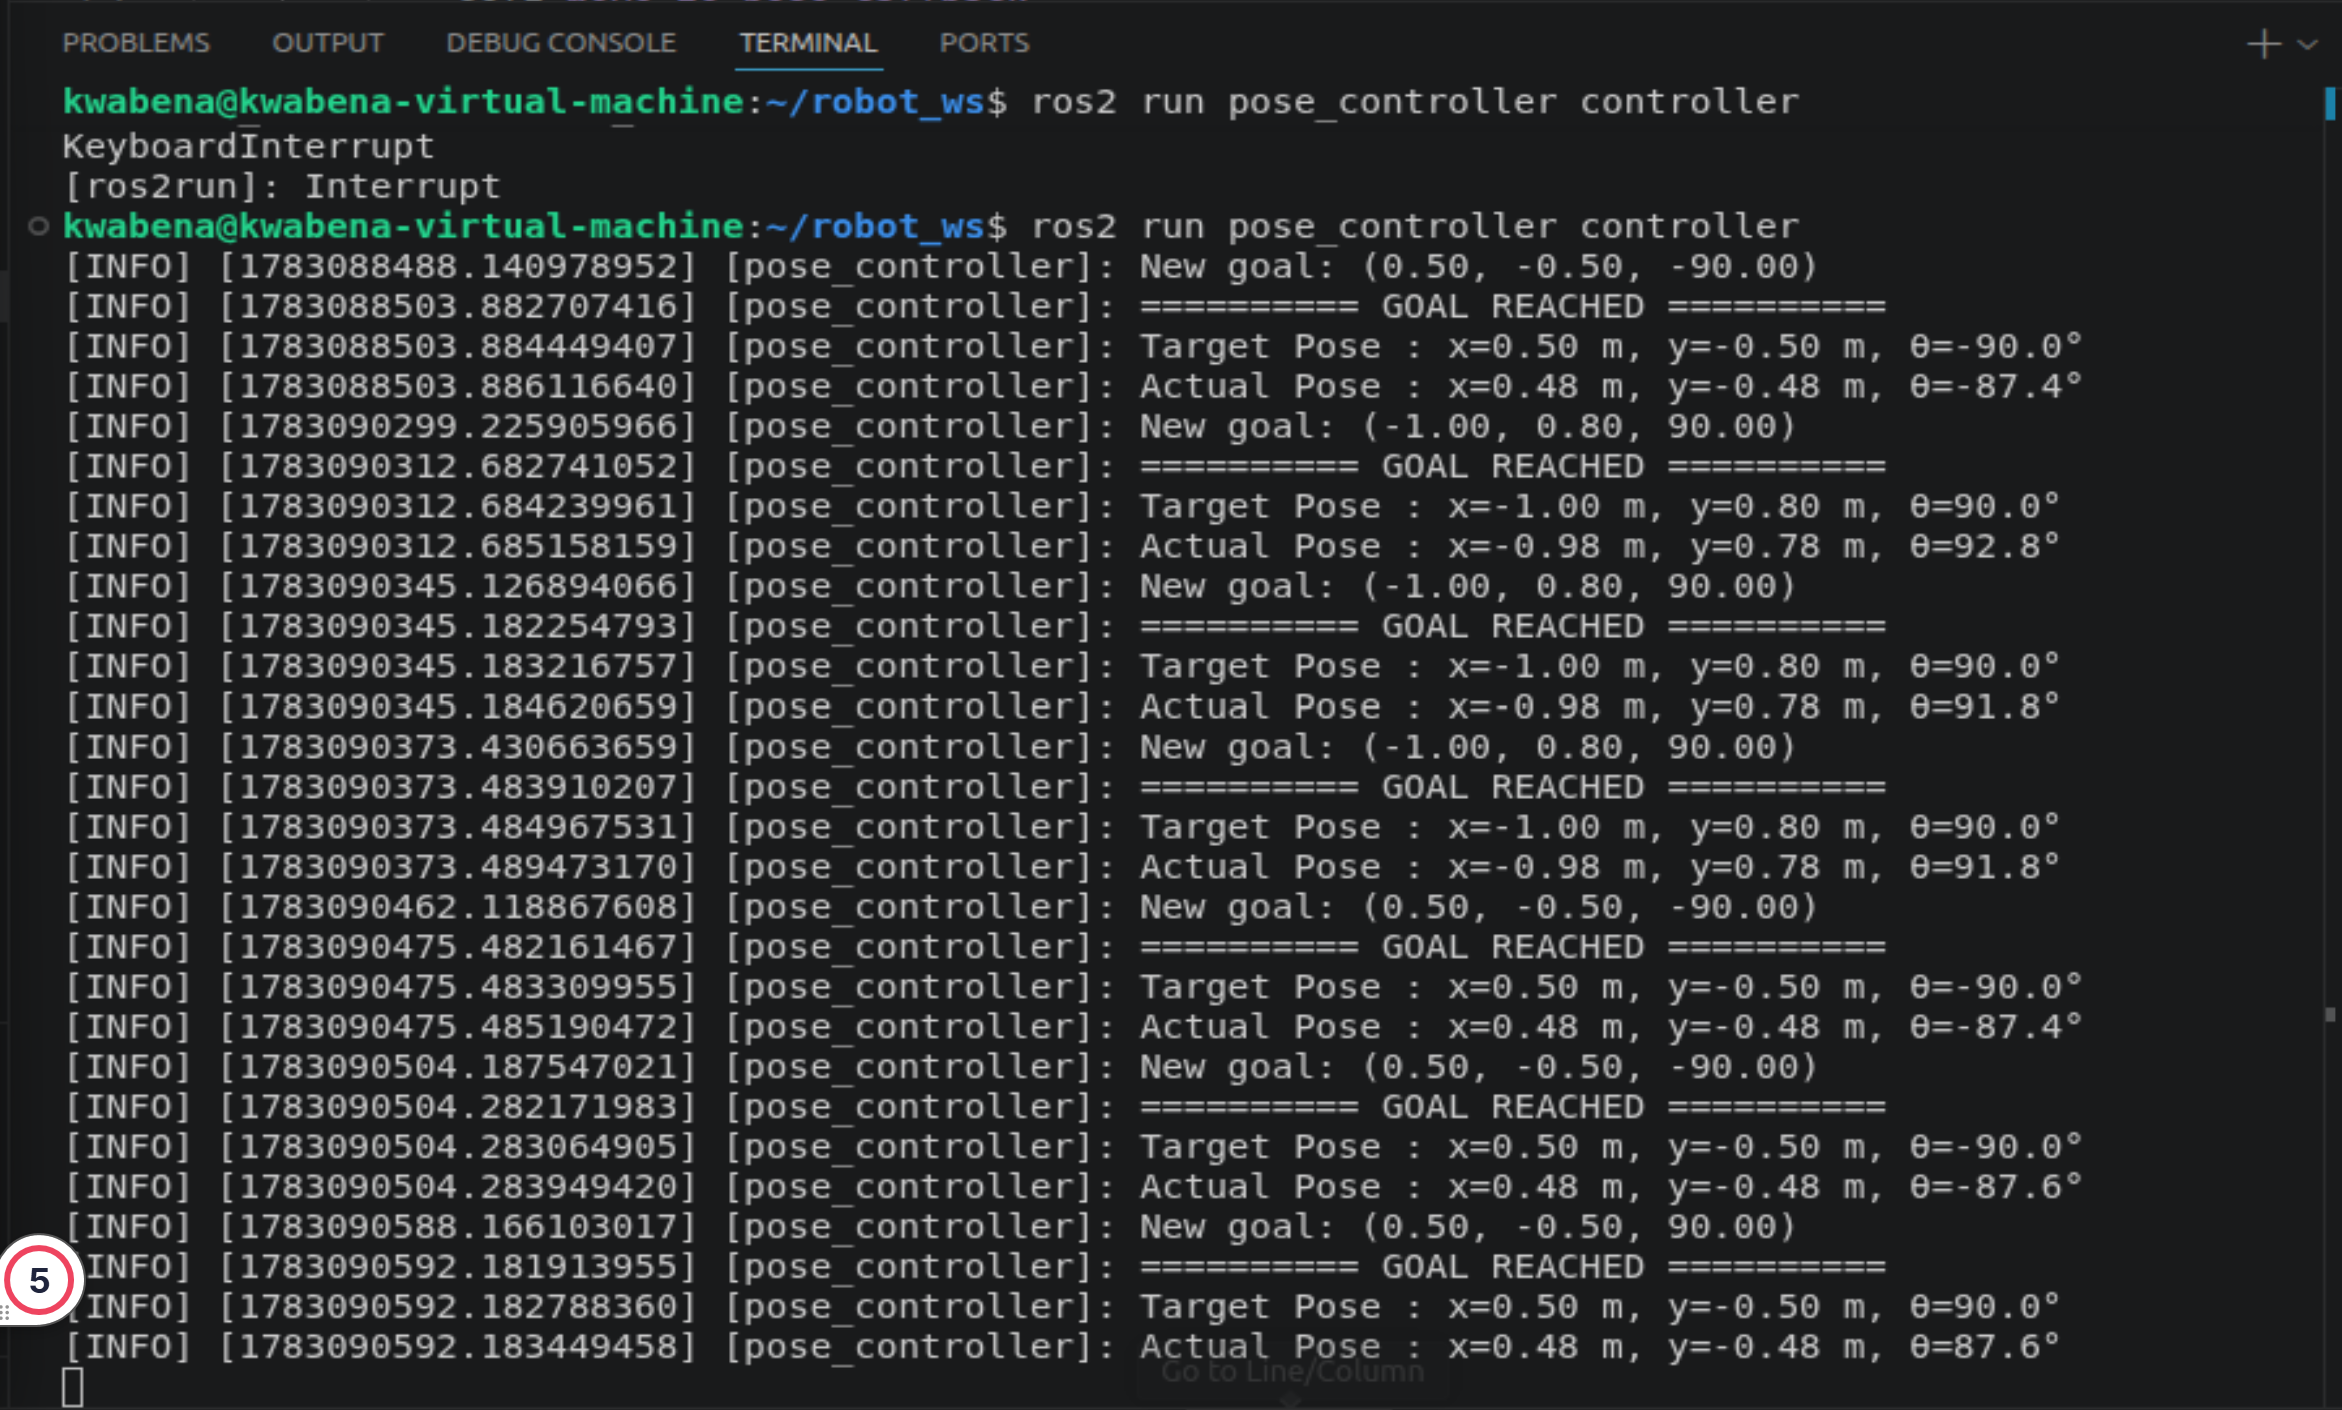 PROBLEMS OUTPUT DEBUG CONSOLE TERMINAL PORTS
kwabena@kwabena-virtual-machine:~/robot_ws$ ros2 run pose_controller controller
KeyboardInterrupt
[ros2run]: Interrupt
kwabena@kwabena-virtual-machine:~/robot_ws$ ros2 run pose_controller controller
[INFO] [1783088488.140978952] [pose_controller]: New goal: (0.50, -0.50, -90.00)
[INFO] [1783088503.882707416] [pose_controller]: ========== GOAL REACHED ==========
[INFO] [1783088503.884449407] [pose_controller]: Target Pose : x=0.50 m, y=-0.50 m, θ=-90.0°
[INFO] [1783088503.886116640] [pose_controller]: Actual Pose : x=0.48 m, y=-0.48 m, θ=-87.4°
[INFO] [1783090299.225905966] [pose_controller]: New goal: (-1.00, 0.80, 90.00)
[INFO] [1783090312.682741052] [pose_controller]: ========== GOAL REACHED ==========
[INFO] [1783090312.684239961] [pose_controller]: Target Pose : x=-1.00 m, y=0.80 m, θ=90.0°
[INFO] [1783090312.685158159] [pose_controller]: Actual Pose : x=-0.98 m, y=0.78 m, θ=92.8°
[INFO] [1783090345.126894066] [pose_controller]: New goal: (-1.00, 0.80, 90.00)
[INFO] [1783090345.182254793] [pose_controller]: ========== GOAL REACHED ==========
[INFO] [1783090345.183216757] [pose_controller]: Target Pose : x=-1.00 m, y=0.80 m, θ=90.0°
[INFO] [1783090345.184620659] [pose_controller]: Actual Pose : x=-0.98 m, y=0.78 m, θ=91.8°
[INFO] [1783090373.430663659] [pose_controller]: New goal: (-1.00, 0.80, 90.00)
[INFO] [1783090373.483910207] [pose_controller]: ========== GOAL REACHED ==========
[INFO] [1783090373.484967531] [pose_controller]: Target Pose : x=-1.00 m, y=0.80 m, θ=90.0°
[INFO] [1783090373.489473170] [pose_controller]: Actual Pose : x=-0.98 m, y=0.78 m, θ=91.8°
[INFO] [1783090462.118867608] [pose_controller]: New goal: (0.50, -0.50, -90.00)
[INFO] [1783090475.482161467] [pose_controller]: ========== GOAL REACHED ==========
[INFO] [1783090475.483309955] [pose_controller]: Target Pose : x=0.50 m, y=-0.50 m, θ=-90.0°
[INFO] [1783090475.485190472] [pose_controller]: Actual Pose : x=0.48 m, y=-0.48 m, θ=-87.4°
[INFO] [1783090504.187547021] [pose_controller]: New goal: (0.50, -0.50, -90.00)
[INFO] [1783090504.282171983] [pose_controller]: ========== GOAL REACHED ==========
[INFO] [1783090504.283064905] [pose_controller]: Target Pose : x=0.50 m, y=-0.50 m, θ=-90.0°
[INFO] [1783090504.283949420] [pose_controller]: Actual Pose : x=0.48 m, y=-0.48 m, θ=-87.6°
[INFO] [1783090588.166103017] [pose_controller]: New goal: (0.50, -0.50, 90.00)
[INFO] [1783090592.181913955] [pose_controller]: ========== GOAL REACHED ==========
5
[INFO] [1783090592.182788360] [pose_controller]: Target Pose : x=0.50 m, y=-0.50 m, θ=90.0°
[INFO] [1783090592.183449458] [pose_controller]: Actual Pose : x=0.48 m, y=-0.48 m, θ=87.6°
Go to Line/Column